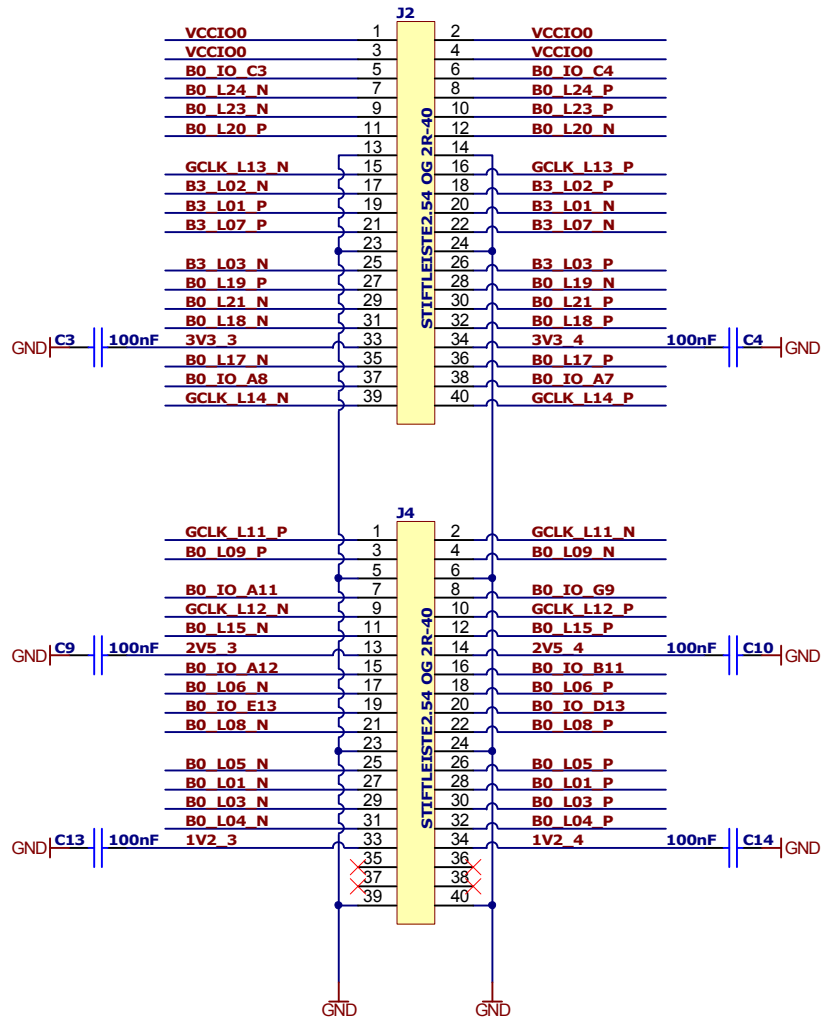 J2
VCCIO0 1 2 VCCIO0
VCCIO0 3 4 VCCIO0
B0_IO_C3 5 6 B0_IO_C4
B0_L24_N 7 8 B0_L24_P
B0_L23_N 9 10 B0_L23_P
B0_L20_P 11 12 B0_L20_N
13 14
GCLK_L13_N 15 16 GCLK_L13_P
B3_L02_N 17 18 B3_L02_P
B3_L01_P 19 20 B3_L01_N
B3_L07_P 21 22 B3_L07_N
23 24
B3_L03_N 25 26 B3_L03_P
B0_L19_P 27 28 B0_L19_N
B0_L21_N 29 30 B0_L21_P
B0_L18_N 31 32 B0_L18_P
GND C3 100nF 3V3_3 33 34 3V3_4 100nF C4 GND
B0_L17_N 35 36 B0_L17_P
B0_IO_A8 37 38 B0_IO_A7
GCLK_L14_N 39 40 GCLK_L14_P
STIFTLEISTE2.54 OG 2R-40
J4
GCLK_L11_P 1 2 GCLK_L11_N
B0_L09_P 3 4 B0_L09_N
5 6
B0_IO_A11 7 8 B0_IO_G9
GCLK_L12_N 9 10 GCLK_L12_P
B0_L15_N 11 12 B0_L15_P
GND C9 100nF 2V5_3 13 14 2V5_4 100nF C10 GND
B0_IO_A12 15 16 B0_IO_B11
B0_L06_N 17 18 B0_L06_P
B0_IO_E13 19 20 B0_IO_D13
B0_L08_N 21 22 B0_L08_P
23 24
B0_L05_N 25 26 B0_L05_P
B0_L01_N 27 28 B0_L01_P
B0_L03_N 29 30 B0_L03_P
B0_L04_N 31 32 B0_L04_P
GND C13 100nF 1V2_3 33 34 1V2_4 100nF C14 GND
35 36
37 38
39 40
STIFTLEISTE2.54 OG 2R-40
GND GND